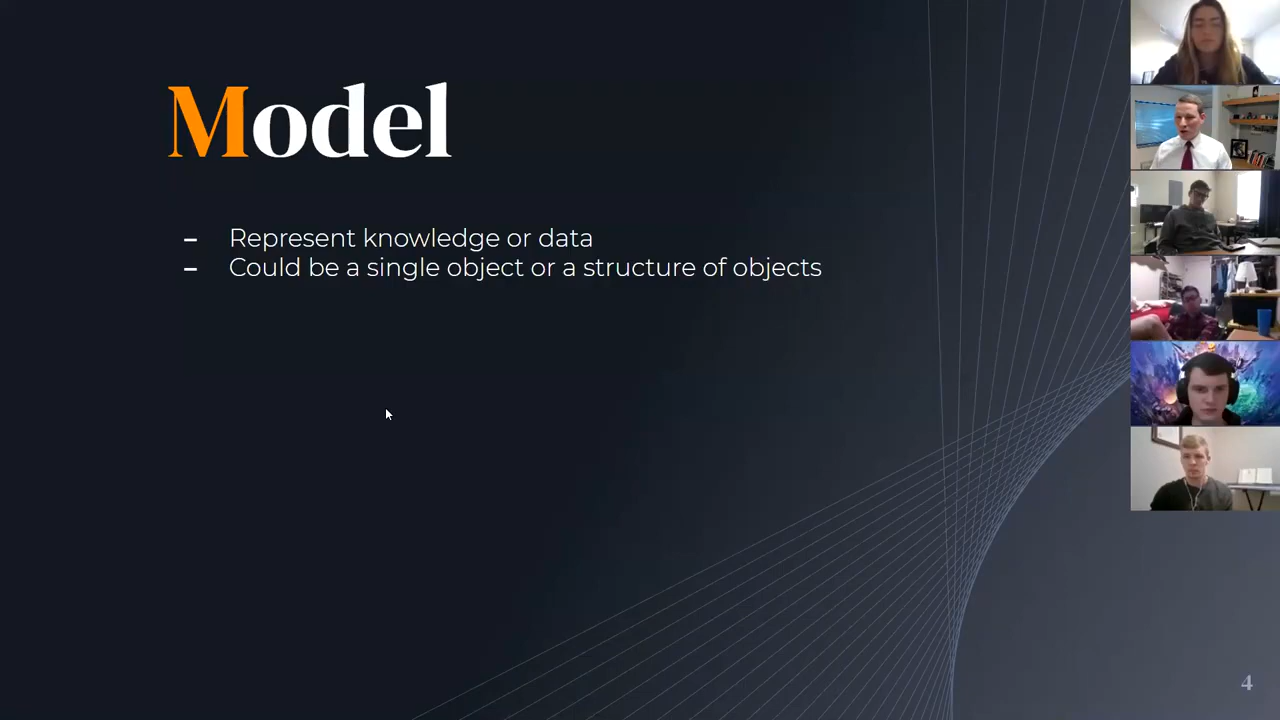 Model
- Represent knowledge or data
- Could be a single object or a structure of objects
4